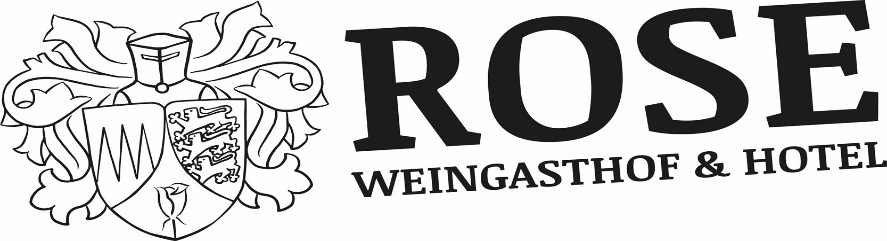 ROSE
WEINGASTHOF & HOTEL